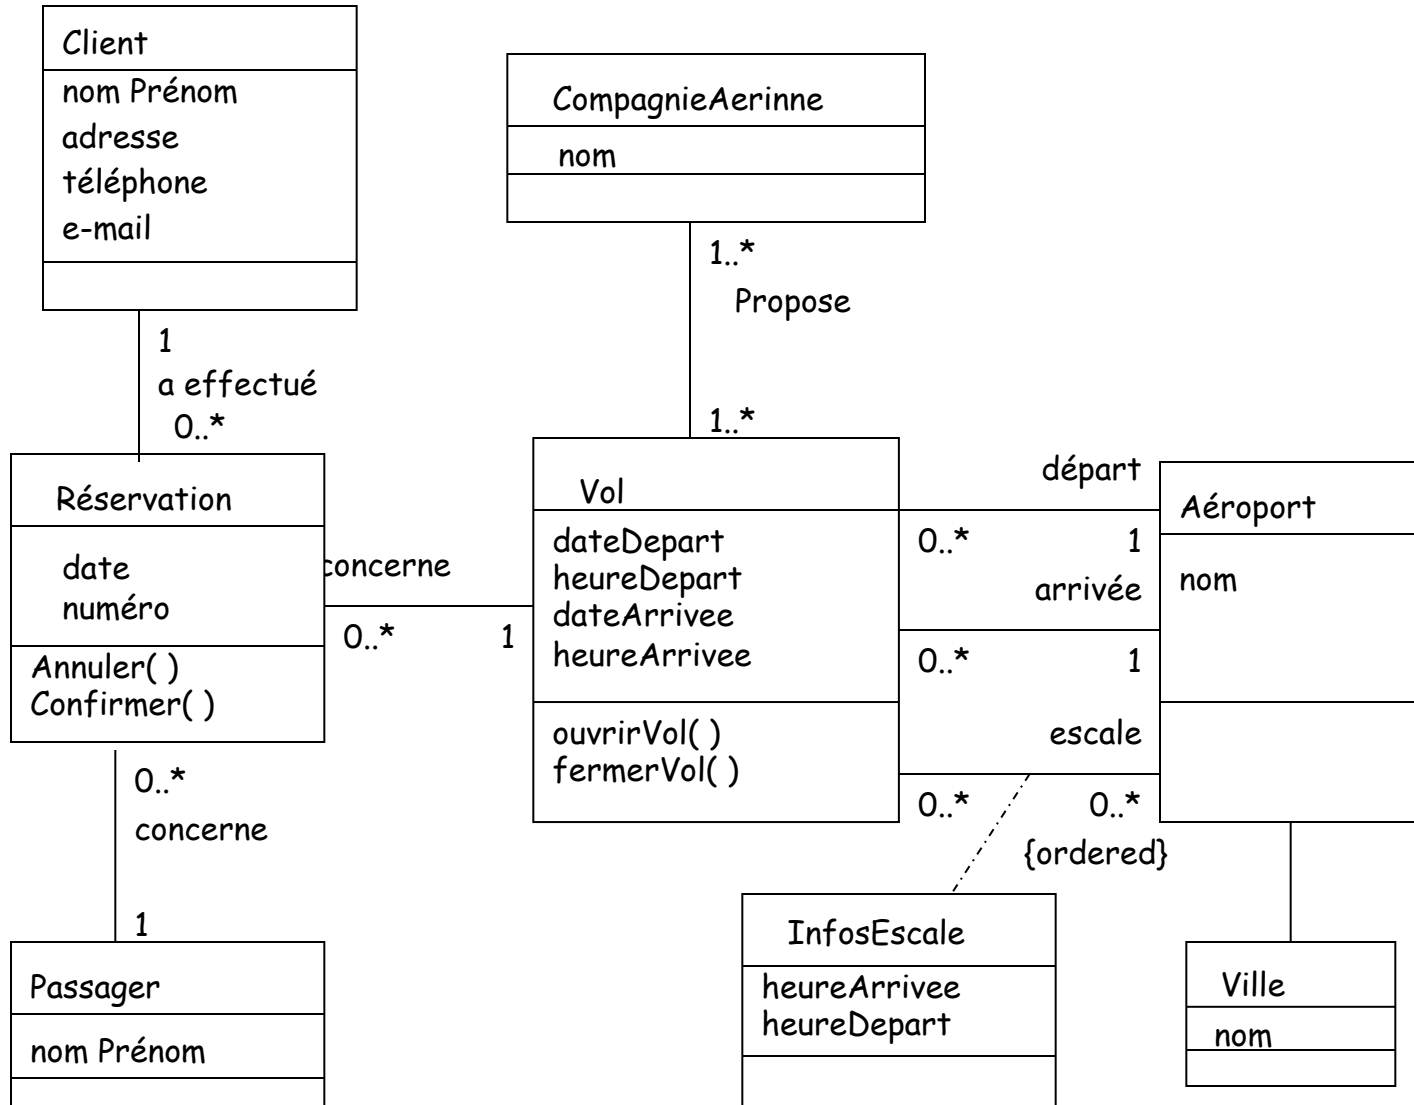 Client
nom Prénom
adresse
téléphone
e-mail
CompagnieAerinne
nom
1..*
Propose
1..*
1
a effectué
0..*
Réservation
date
numéro
Annuler( )
Confirmer( )
concerne
0..*
1
Vol
dateDepart
heureDepart
dateArrivee
heureArrivee
ouvrirVol( )
fermerVol( )
départ
0..*
1
arrivée
0..*
1
escale
0..*
0..*
{ordered}
Aéroport
nom
0..*
concerne
1
Passager
nom Prénom
InfosEscale
heureArrivee
heureDepart
Ville
nom